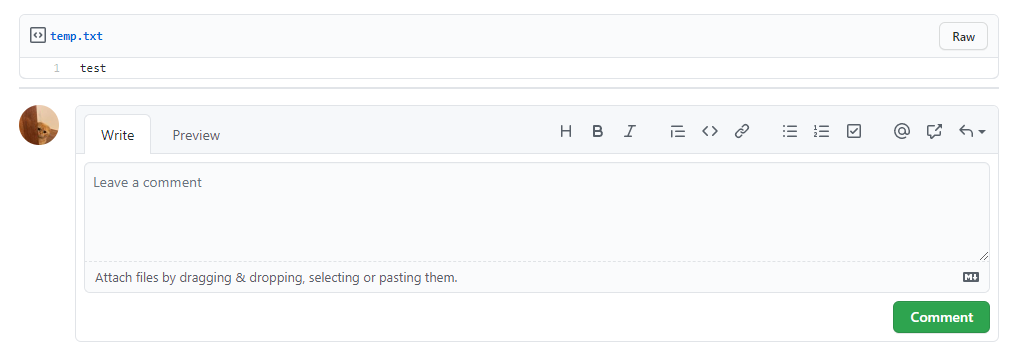 temp.txt Raw
1 test
Write Preview
Leave a comment
Attach files by dragging & dropping, selecting or pasting them.
Comment